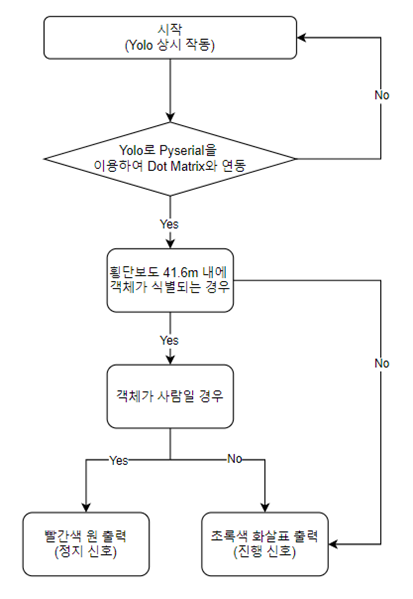 시작
(Yolo 상시 작동)
No
Yolo로 Pyserial을
이용하여 Dot Matrix와 연동
Yes
횡단보도 41.6m 내에
객체가 식별되는 경우
Yes
No
객체가 사람일 경우
Yes
No
빨간색 원 출력
(정지 신호)
초록색 화살표 출력
(진행 신호)